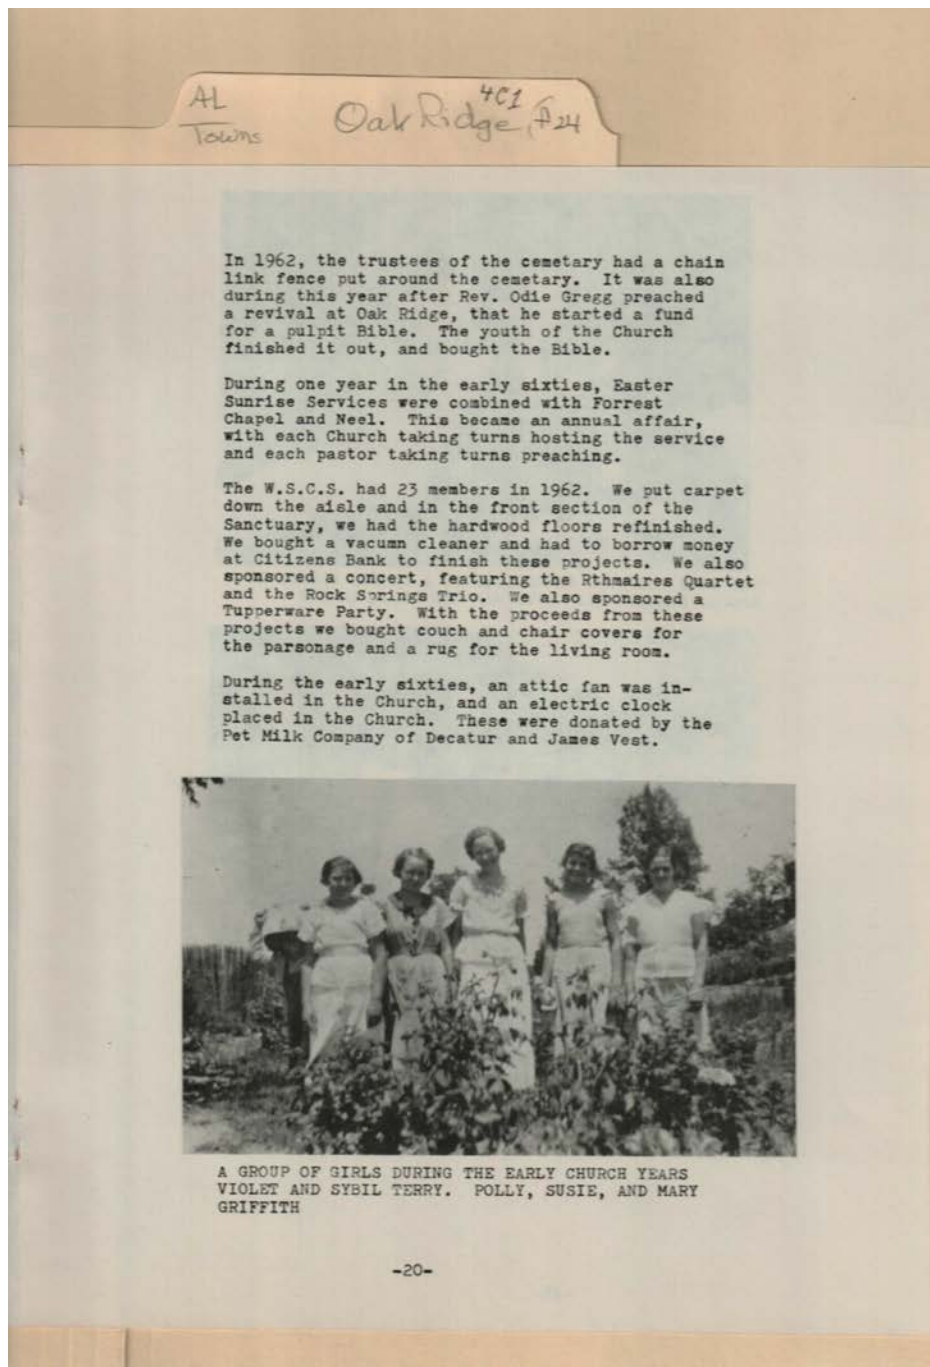 AL
Towns
Oak Ridge, 4C1
F24
In 1962, the trustees of the cemetary had a chain
link fence put around the cemetary. It was also
during this year after Rev. Odie Gregg preached
a revival at Oak Ridge, that he started a fund
for a pulpit Bible. The youth of the Church
finished it out, and bought the Bible.
During one year in the early sixties, Easter
Sunrise Services were combined with Forrest
Chapel and Neel. This became an annual affair,
with each Church taking turns hosting the service
and each pastor taking turns preaching.
The W.S.C.S. had 23 members in 1962. We put carpet
down the aisle and in the front section of the
Sanctuary, we had the hardwood floors refinished.
We bought a vacumn cleaner and had to borrow money
at Citizens Bank to finish these projects. We also
sponsored a concert, featuring the Rthmaires Quartet
and the Rock Springs Trio. We also sponsored a
Tupperware Party. With the proceeds from these
projects we bought couch and chair covers for
the parsonage and a rug for the living room.
During the early sixties, an attic fan was in-
stalled in the Church, and an electric clock
placed in the Church. These were donated by the
Pet Milk Company of Decatur and James Vest.
A GROUP OF GIRLS DURING THE EARLY CHURCH YEARS
VIOLET AND SYBIL TERRY. POLLY, SUSIE, AND MARY
GRIFFITH
-20-